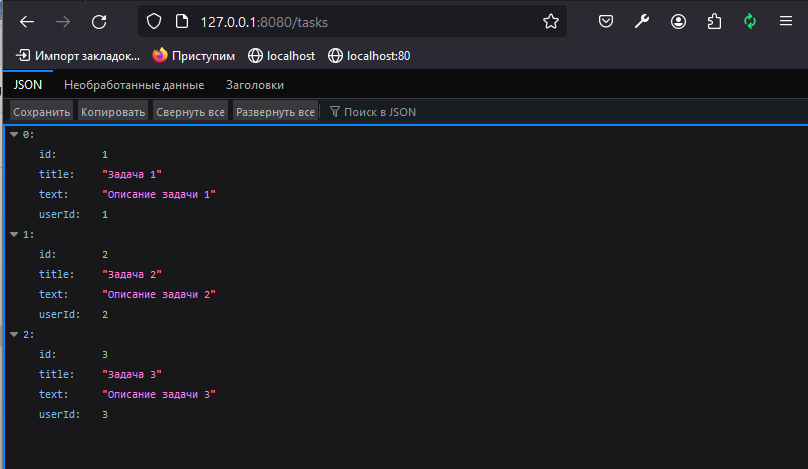 127.0.0.1:8080/tasks
Импорт закладок... Приступим localhost localhost:80
JSON Необработанные данные Заголовки
Сохранить Копировать Свернуть все Развернуть все Поиск в JSON
0:
id: 1
title: "Задача 1"
text: "Описание задачи 1"
userId: 1
1:
id: 2
title: "Задача 2"
text: "Описание задачи 2"
userId: 2
2:
id: 3
title: "Задача 3"
text: "Описание задачи 3"
userId: 3